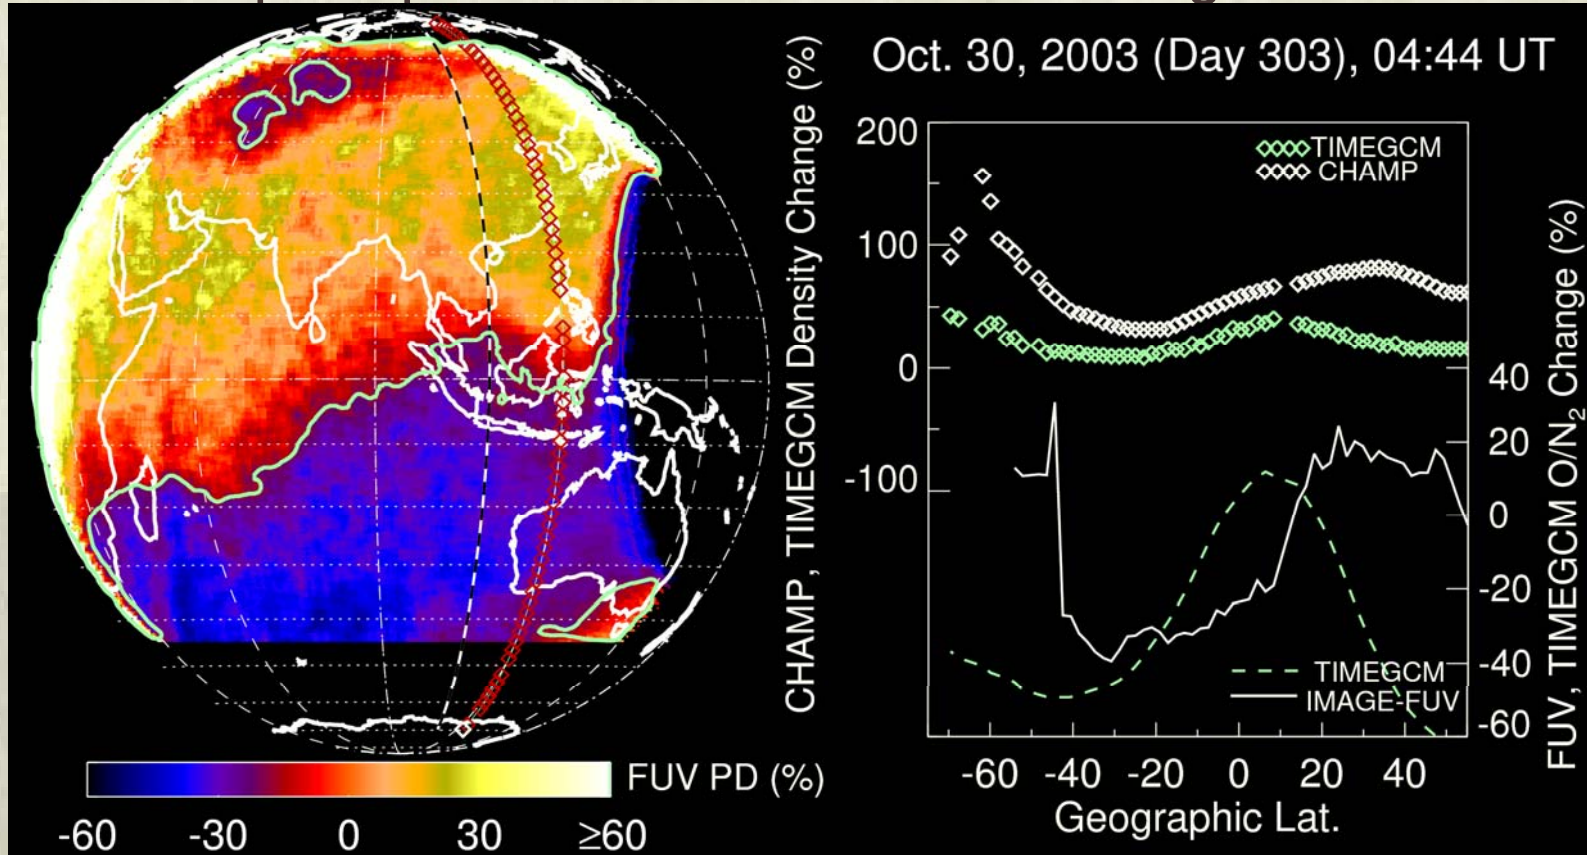 Oct. 30, 2003 (Day 303), 04:44 UT
CHAMP, TIMEGCM Density Change (%)
200
100
0
-100
TIMEGCM
CHAMP
40
20
0
-20
-40
-60
FUV, TIMEGCM O/N₂ Change (%)
TIMEGCM
IMAGE-FUV
-60 -40 -20 0 20 40
Geographic Lat.
FUV PD (%)
-60 -30 0 30 ≥60